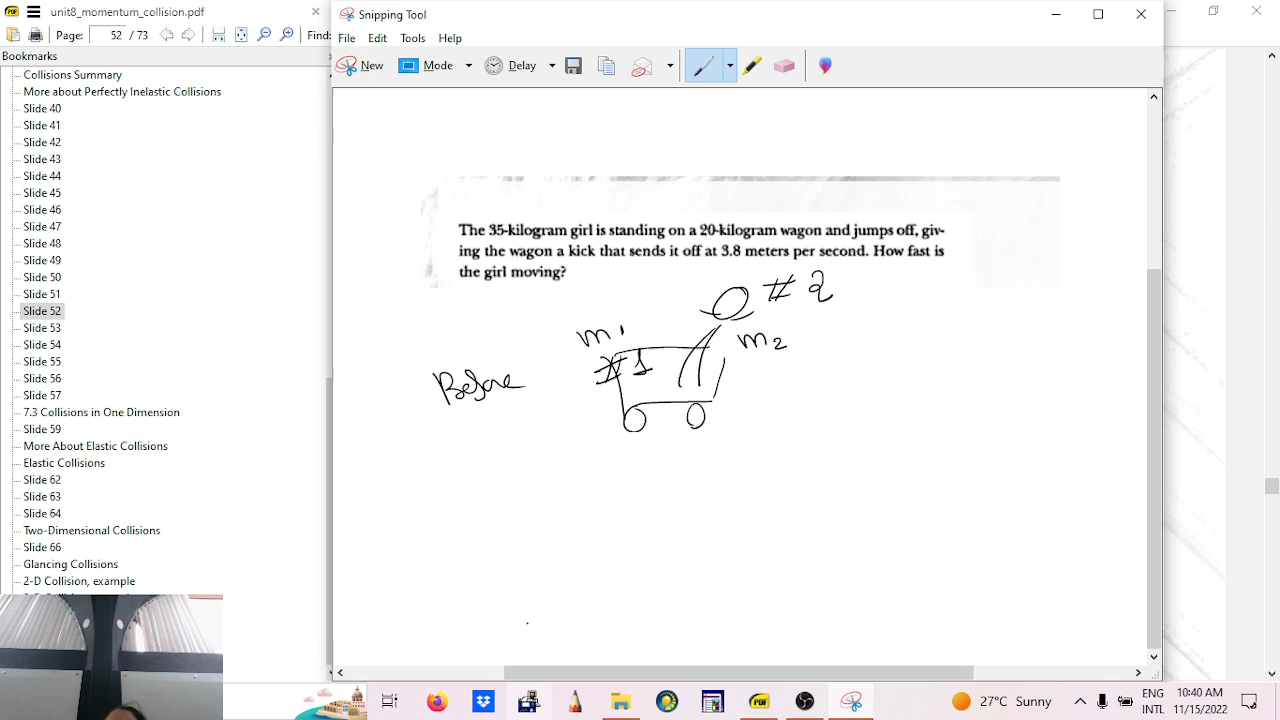 unit8_momentum_collision.pdf
Snipping Tool
Page: 52 / 73 Find:
File Edit Tools Help
Bookmarks
New Mode Delay
Collisions Summary
More about Perfectly Inelastic Collisions
Slide 40
Slide 41
Slide 42
Slide 43
Slide 44
Slide 45
Slide 46
Slide 47
Slide 48
Slide 49
Slide 50
Slide 51
Slide 52
Slide 53
Slide 54
Slide 55
Slide 56
Slide 57
7.3 Collisions in One Dimension
Slide 59
More About Elastic Collisions
Elastic Collisions
Slide 62
Slide 63
Slide 64
Two-Dimensional Collisions
Slide 66
Glancing Collisions
2-D Collision, example
The 35-kilogram girl is standing on a 20-kilogram wagon and jumps off, giv-
ing the wagon a kick that sends it off at 3.8 meters per second. How fast is
the girl moving?
# 2
m1
m2
# 1
Before
27°C Sunny
ENG
INTL
10:40 AM
11/15/2022